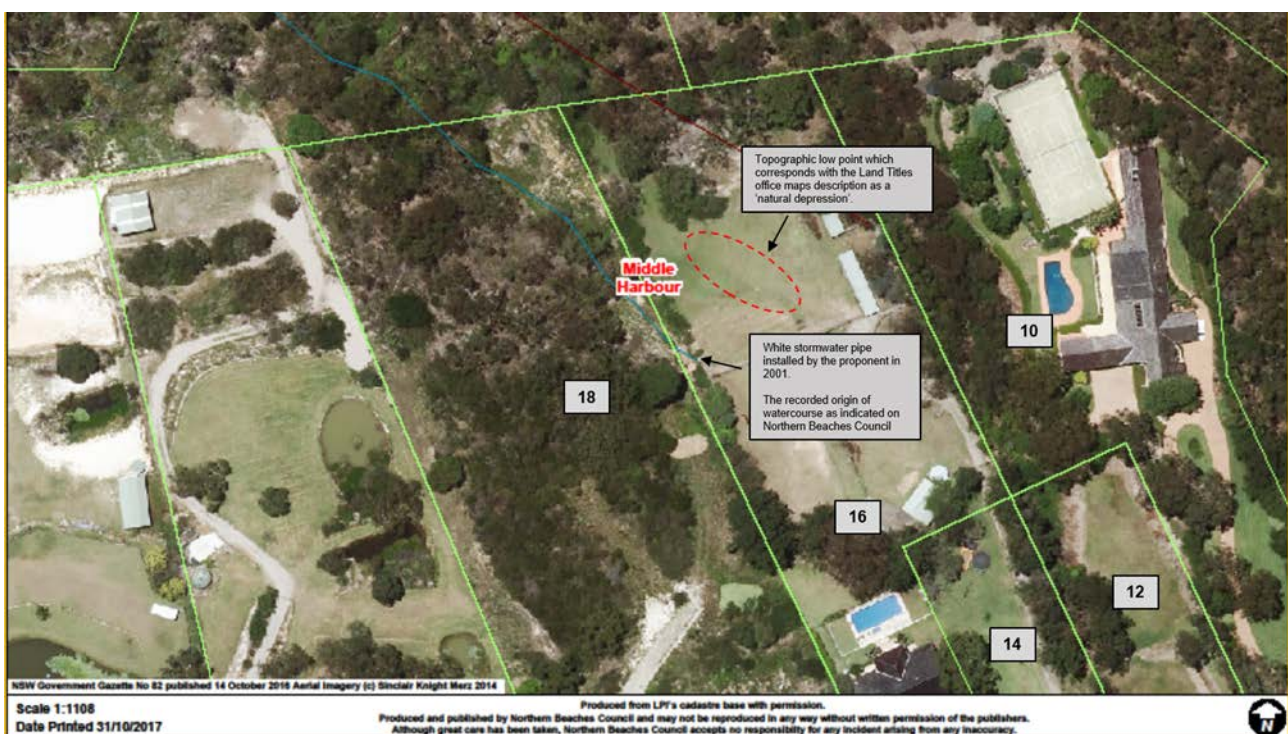 Topographic low point which
corresponds with the Land Titles
office maps description as a
'natural depression'.
Middle
Harbour
10
White stormwater pipe
installed by the proponent in
2001.
The recorded origin of
watercourse as indicated on
Northern Beaches Council
18
16
12
14
NSW Government Gazette No 82 published 14 October 2016 Aerial Imagery (c) Sinclair Knight Merz 2014
Scale 1:1108
Date Printed 31/10/2017
Produced from LPI's cadastre base with permission.
Produced and published by Northern Beaches Council and may not be reproduced in any way without written permission of the publishers.
Although great care has been taken, Northern Beaches Council accepts no responsibility for any incident arising from any inaccuracy.
N